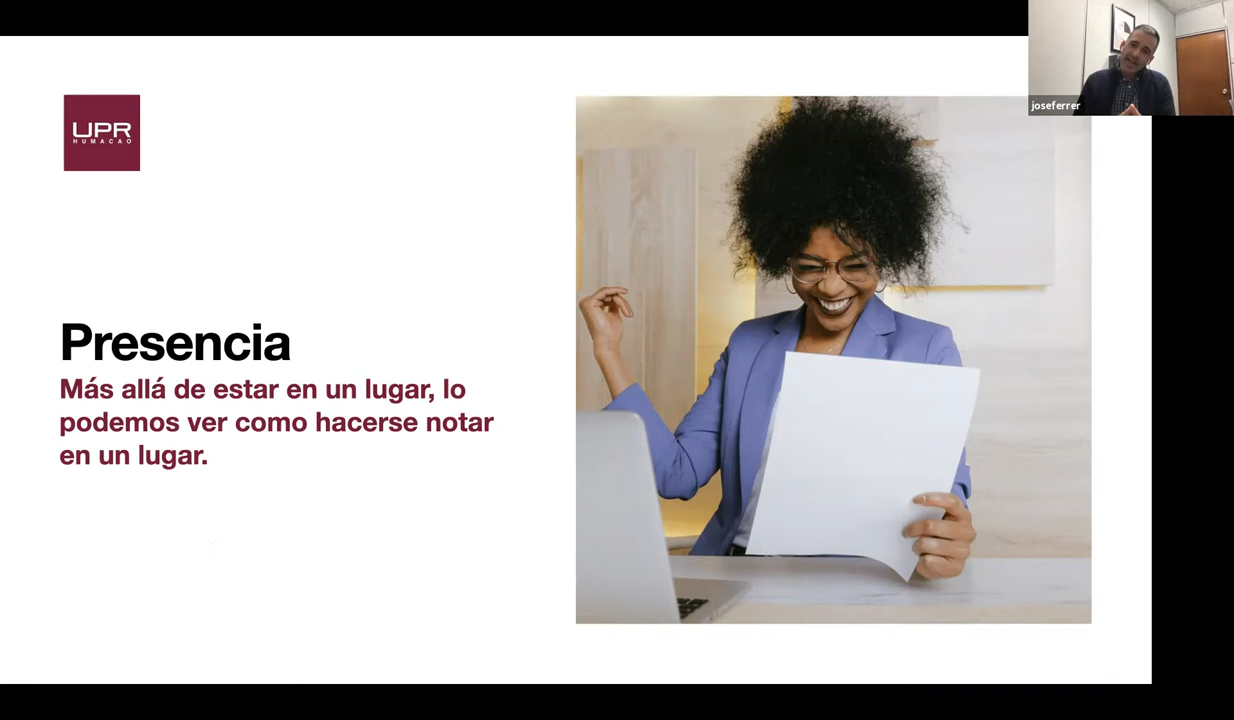 UPR
HUMACAO
Presencia
Más allá de estar en un lugar, lo
podemos ver como hacerse notar
en un lugar.
joseferrer